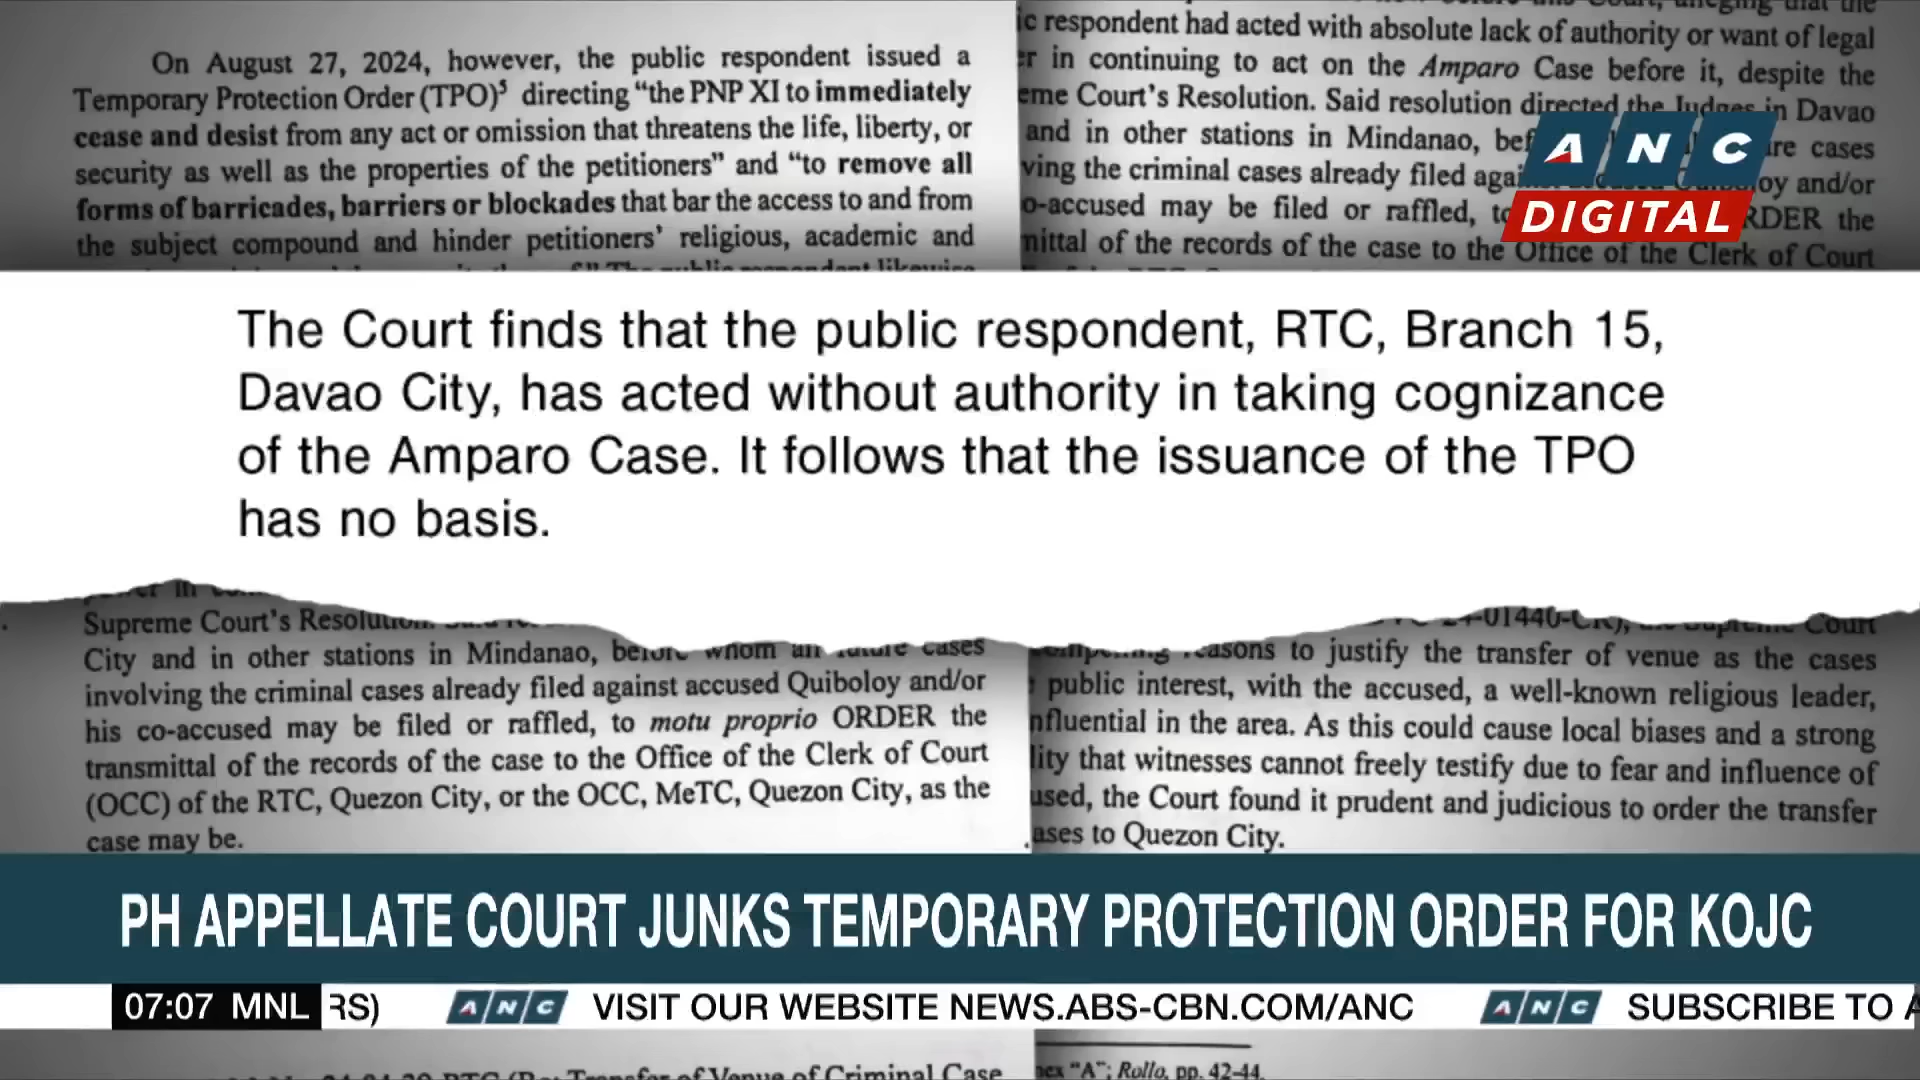 On August 27, 2024, however, the public respondent issued a
Temporary Protection Order (TPO)⁵ directing “the PNP XI to immediately
cease and desist from any act or omission that threatens the life, liberty, or
security as well as the properties of the petitioners” and “to remove all
forms of barricades, barriers or blockades that bar the access to and from
the subject compound and hinder petitioners’ religious, academic and
respondent had acted with absolute lack of authority or want of legal
in continuing to act on the Amparo Case before it, despite the
Court’s Resolution. Said resolution directed the Judges in Davao
and in other stations in Mindanao,
cases
the criminal cases already filed
and/or
may be filed or raffled,
the
of the records of the case to the Office of the Clerk of Court
ANC
DIGITAL
The Court finds that the public respondent, RTC, Branch 15,
Davao City, has acted without authority in taking cognizance
of the Amparo Case. It follows that the issuance of the TPO
has no basis.
Supreme Court’s Resolution.
City and in other stations in Mindanao, before whom all future cases
involving the criminal cases already filed against accused Quiboloy and/or
his co-accused may be filed or raffled, to motu proprio ORDER the
transmittal of the records of the case to the Office of the Clerk of Court
(OCC) of the RTC, Quezon City, or the OCC, MeTC, Quezon City, as the
case may be.
Supreme Court
reasons to justify the transfer of venue as the cases
public interest, with the accused, a well-known religious leader,
in the area. As this could cause local biases and a strong
that witnesses cannot freely testify due to fear and influence of
the Court found it prudent and judicious to order the transfer
to Quezon City.
PH APPELLATE COURT JUNKS TEMPORARY PROTECTION ORDER FOR KOJC
07:07 MNL RS) ANC VISIT OUR WEBSITE NEWS.ABS-CBN.COM/ANC ANC SUBSCRIBE TO
of Venue of Criminal Case
“A”; Rollo, pp. 42-44.